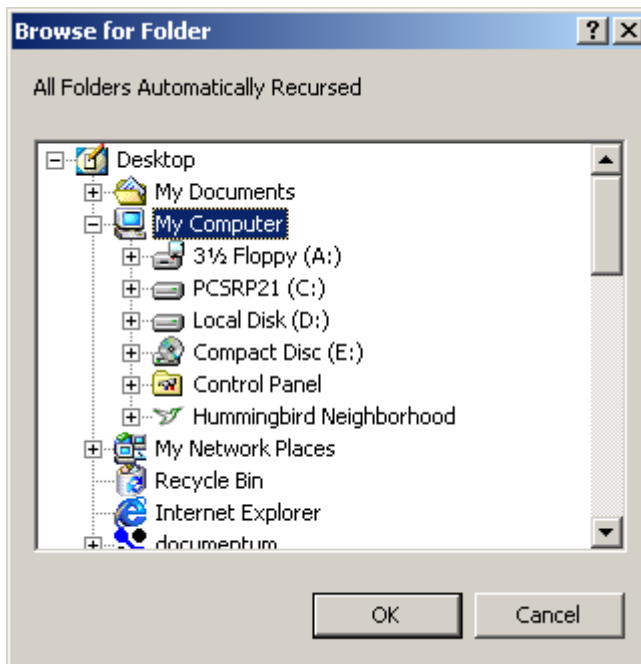 Browse for Folder
All Folders Automatically Recursed
Desktop
My Documents
My Computer
3½ Floppy (A:)
PCSRP21 (C:)
Local Disk (D:)
Compact Disc (E:)
Control Panel
Hummingbird Neighborhood
My Network Places
Recycle Bin
Internet Explorer
documentum
OK Cancel